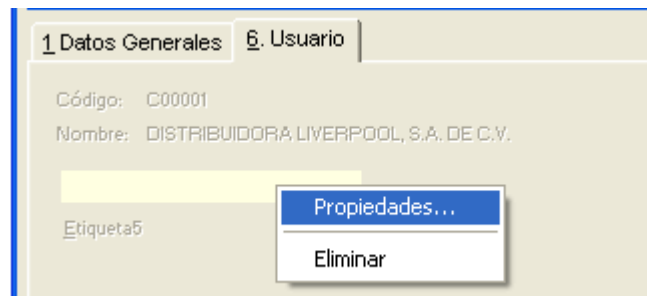 1 Datos Generales
6. Usuario
Código: C00001
Nombre: DISTRIBUIDORA LIVERPOOL, S.A. DE C.V.
Propiedades...
Etiqueta5
Eliminar